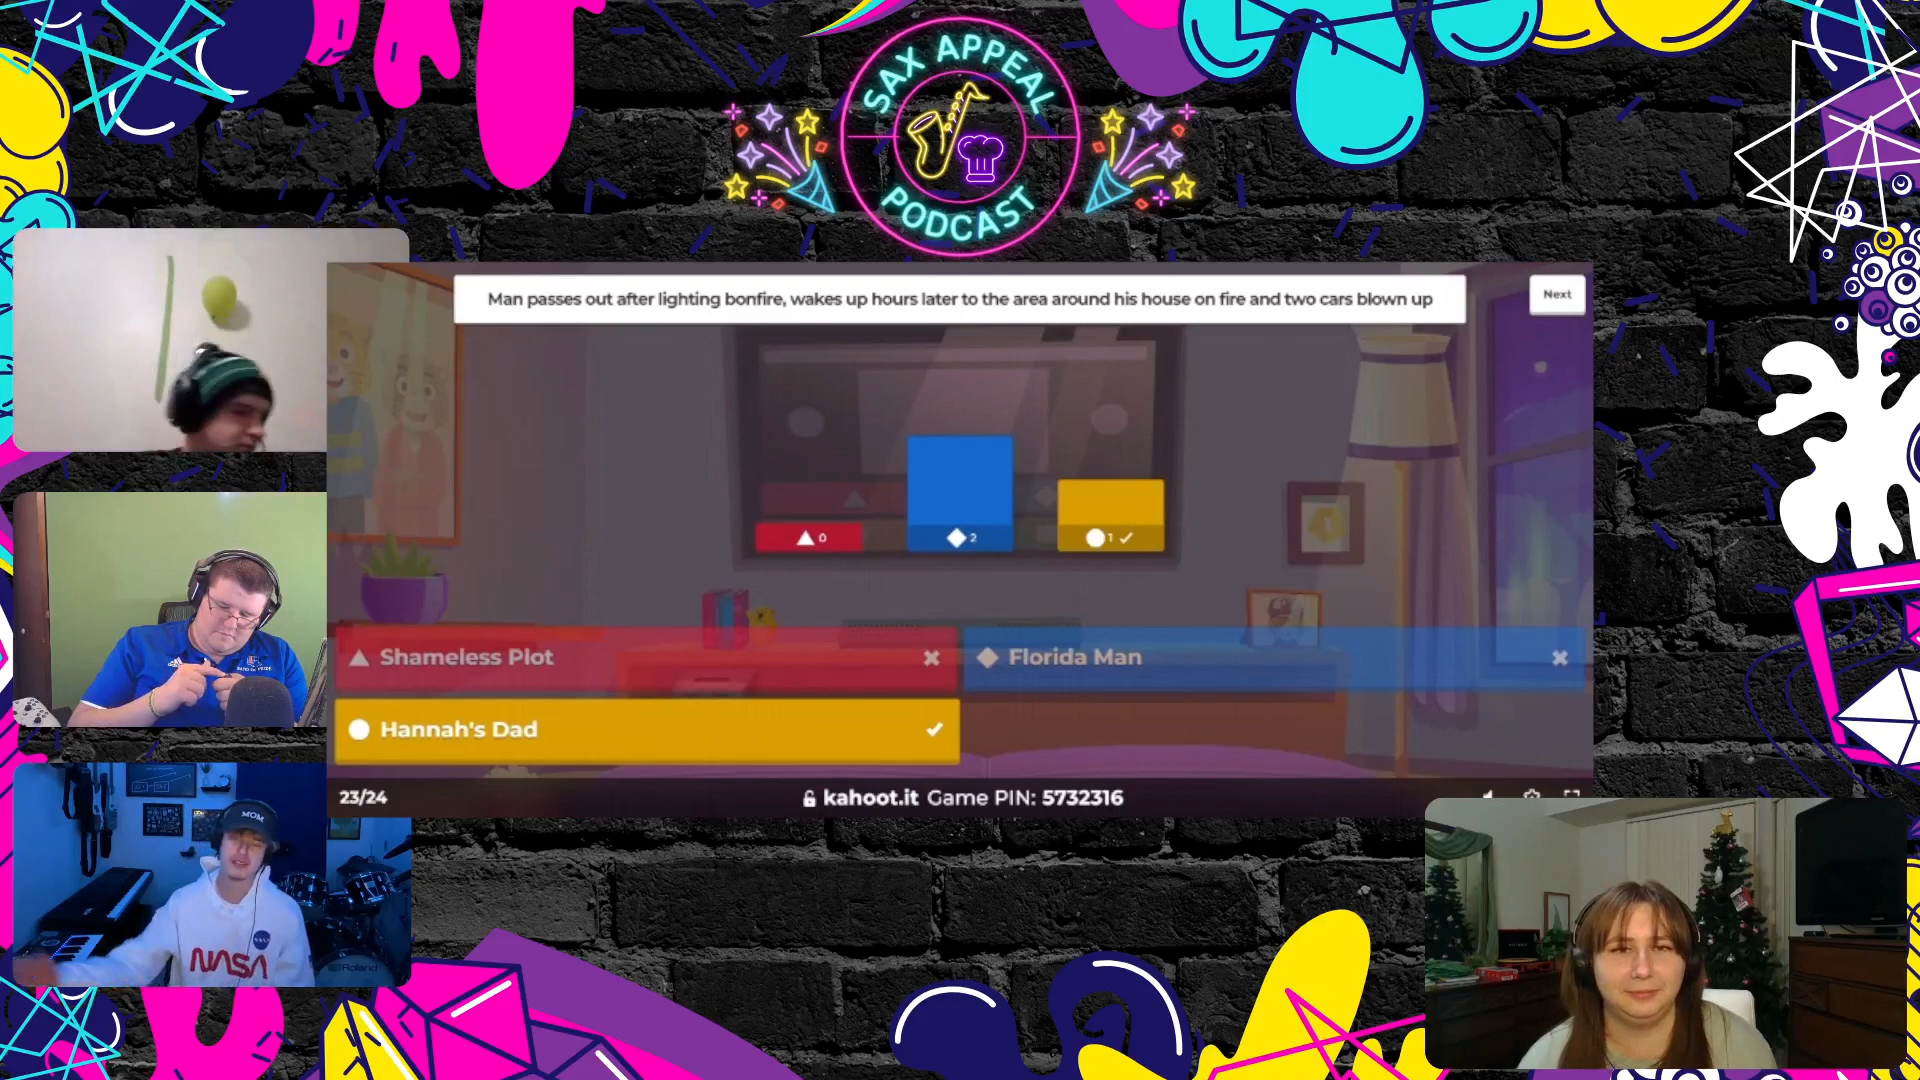 SAX APPEAL
PODCAST
Man passes out after lighting bonfire, wakes up hours later to the area around his house on fire and two cars blown up
Next
0
2
1
Shameless Plot
Florida Man
Hannah's Dad
23/24
kahoot.it Game PIN: 5732316
MOM
NASA
Roland